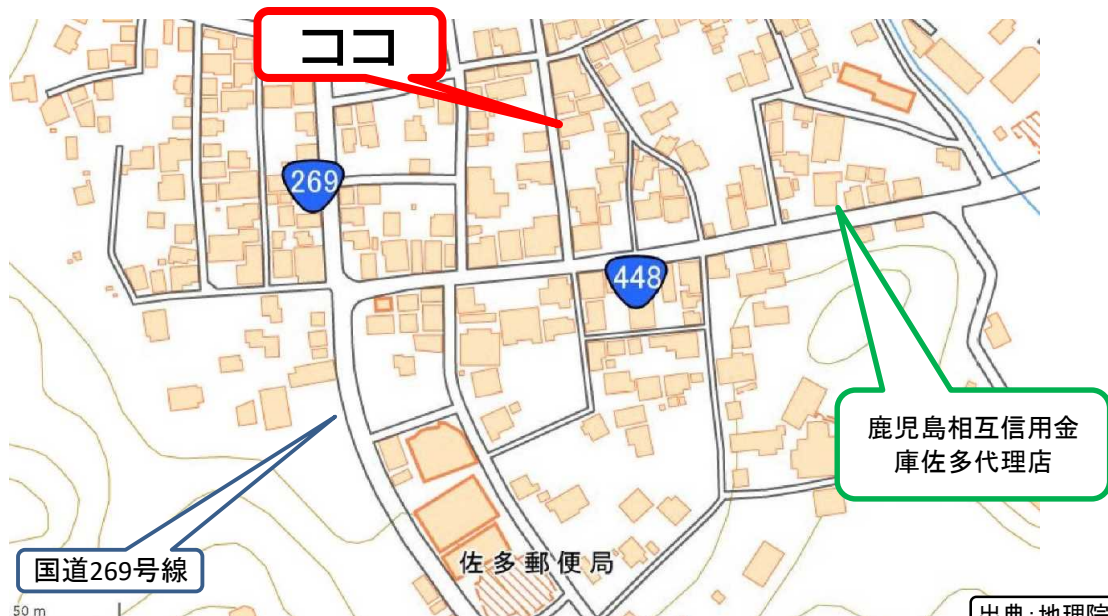 ココ
269
448
鹿児島相互信用金
庫佐多代理店
国道269号線
佐多郵便局
50 m
出典：地理院